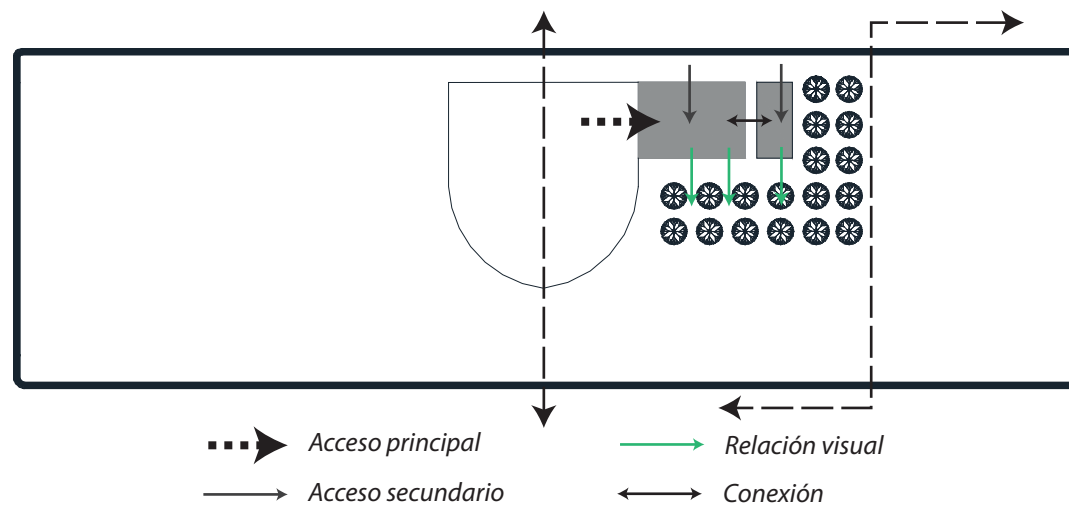 Acceso principal
Relación visual
Acceso secundario
Conexión